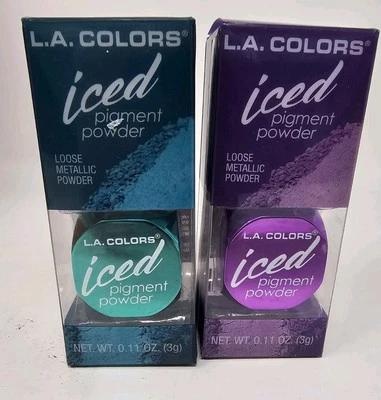 L.A. COLORS®
iced
pigment
powder
LOOSE
METALLIC
POWDER
L.A. COLORS®
iced
pigment
powder
NET. WT. 0.11 OZ. (3g)
L.A. COLORS®
iced
pigment
powder
LOOSE
METALLIC
POWDER
L.A. COLORS®
iced
pigment
powder
NET. WT. 0.11 OZ. (3g)